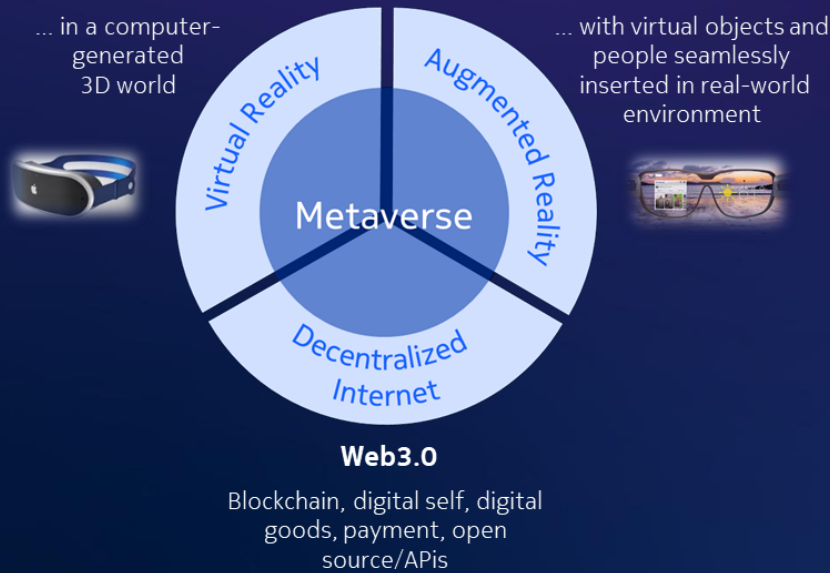 ... in a computer-
generated
3D world
... with virtual objects and
people seamlessly
inserted in real-world
environment
Virtual Reality
Augmented Reality
Metaverse
Decentralized
Internet
Web3.0
Blockchain, digital self, digital
goods, payment, open
source/APis